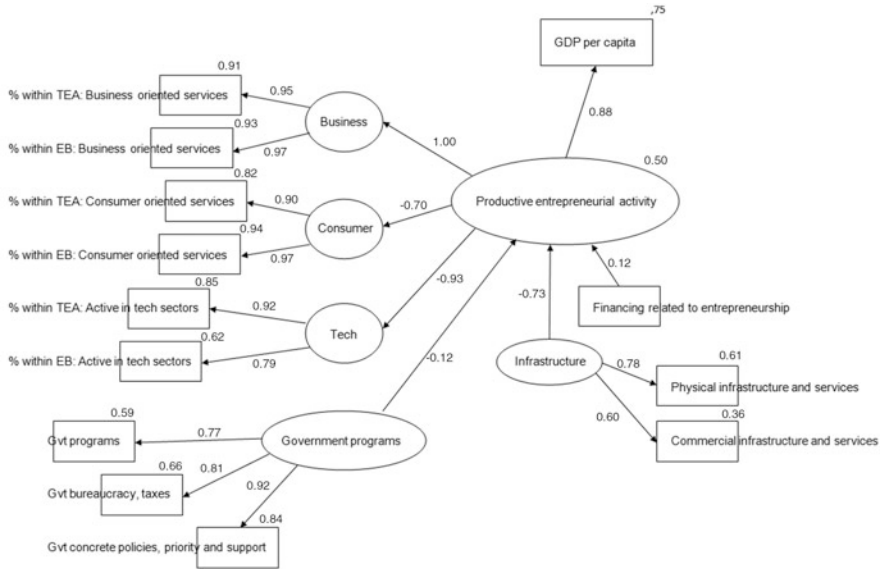 ,75
GDP per capita
0.88
0.91
% within TEA: Business oriented services
0.95
Business
0.93
% within EB: Business oriented services
0.97
1.00
0.82
% within TEA: Consumer oriented services
0.90
Consumer
0.94
% within EB: Consumer oriented services
0.97
-0.70
0.50
Productive entrepreneurial activity
0.85
% within TEA: Active in tech sectors
0.92
Tech
0.62
% within EB: Active in tech sectors
0.79
-0.93
-0.12
-0.73
0.12
Financing related to entrepreneurship
Infrastructure
0.78
0.61
Physical infrastructure and services
0.60
0.36
Commercial infrastructure and services
0.59
Gvt programs
0.77
Government programs
0.66
Gvt bureaucracy, taxes
0.81
0.92
0.84
Gvt concrete policies, priority and support